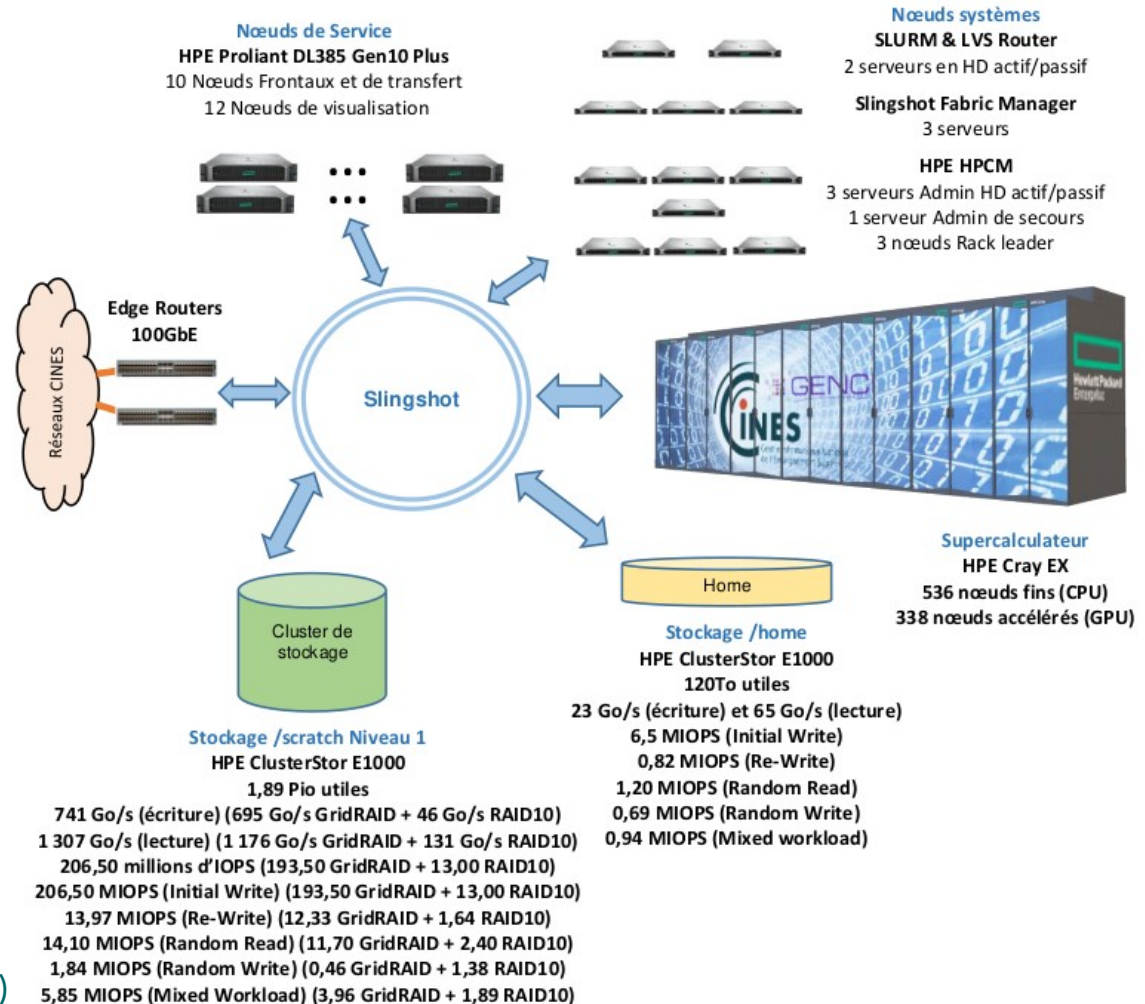 Nœuds de Service
HPE Proliant DL385 Gen10 Plus
10 Nœuds Frontaux et de transfert
12 Nœuds de visualisation
Nœuds systèmes
SLURM & LVS Router
2 serveurs en HD actif/passif
Slingshot Fabric Manager
3 serveurs
HPE HPCM
3 serveurs Admin HD actif/passif
1 serveur Admin de secours
3 nœuds Rack leader
Réseaux CINES
Edge Routers
100GbE
Slingshot
GENCI
CINES
Hewlett Packard
Enterprise
Supercalculateur
HPE Cray EX
536 nœuds fins (CPU)
338 nœuds accélérés (GPU)
Cluster de
stockage
Stockage /scratch Niveau 1
HPE ClusterStor E1000
1,89 Pio utiles
741 Go/s (écriture) (695 Go/s GridRAID + 46 Go/s RAID10)
1 307 Go/s (lecture) (1 176 Go/s GridRAID + 131 Go/s RAID10)
206,50 millions d'IOPS (193,50 GridRAID + 13,00 RAID10)
206,50 MIOPS (Initial Write) (193,50 GridRAID + 13,00 RAID10)
13,97 MIOPS (Re-Write) (12,33 GridRAID + 1,64 RAID10)
14,10 MIOPS (Random Read) (11,70 GridRAID + 2,40 RAID10)
1,84 MIOPS (Random Write) (0,46 GridRAID + 1,38 RAID10)
5,85 MIOPS (Mixed Workload) (3,96 GridRAID + 1,89 RAID10)
)
Home
Stockage /home
HPE ClusterStor E1000
120To utiles
23 Go/s (écriture) et 65 Go/s (lecture)
6,5 MIOPS (Initial Write)
0,82 MIOPS (Re-Write)
1,20 MIOPS (Random Read)
0,69 MIOPS (Random Write)
0,94 MIOPS (Mixed workload)